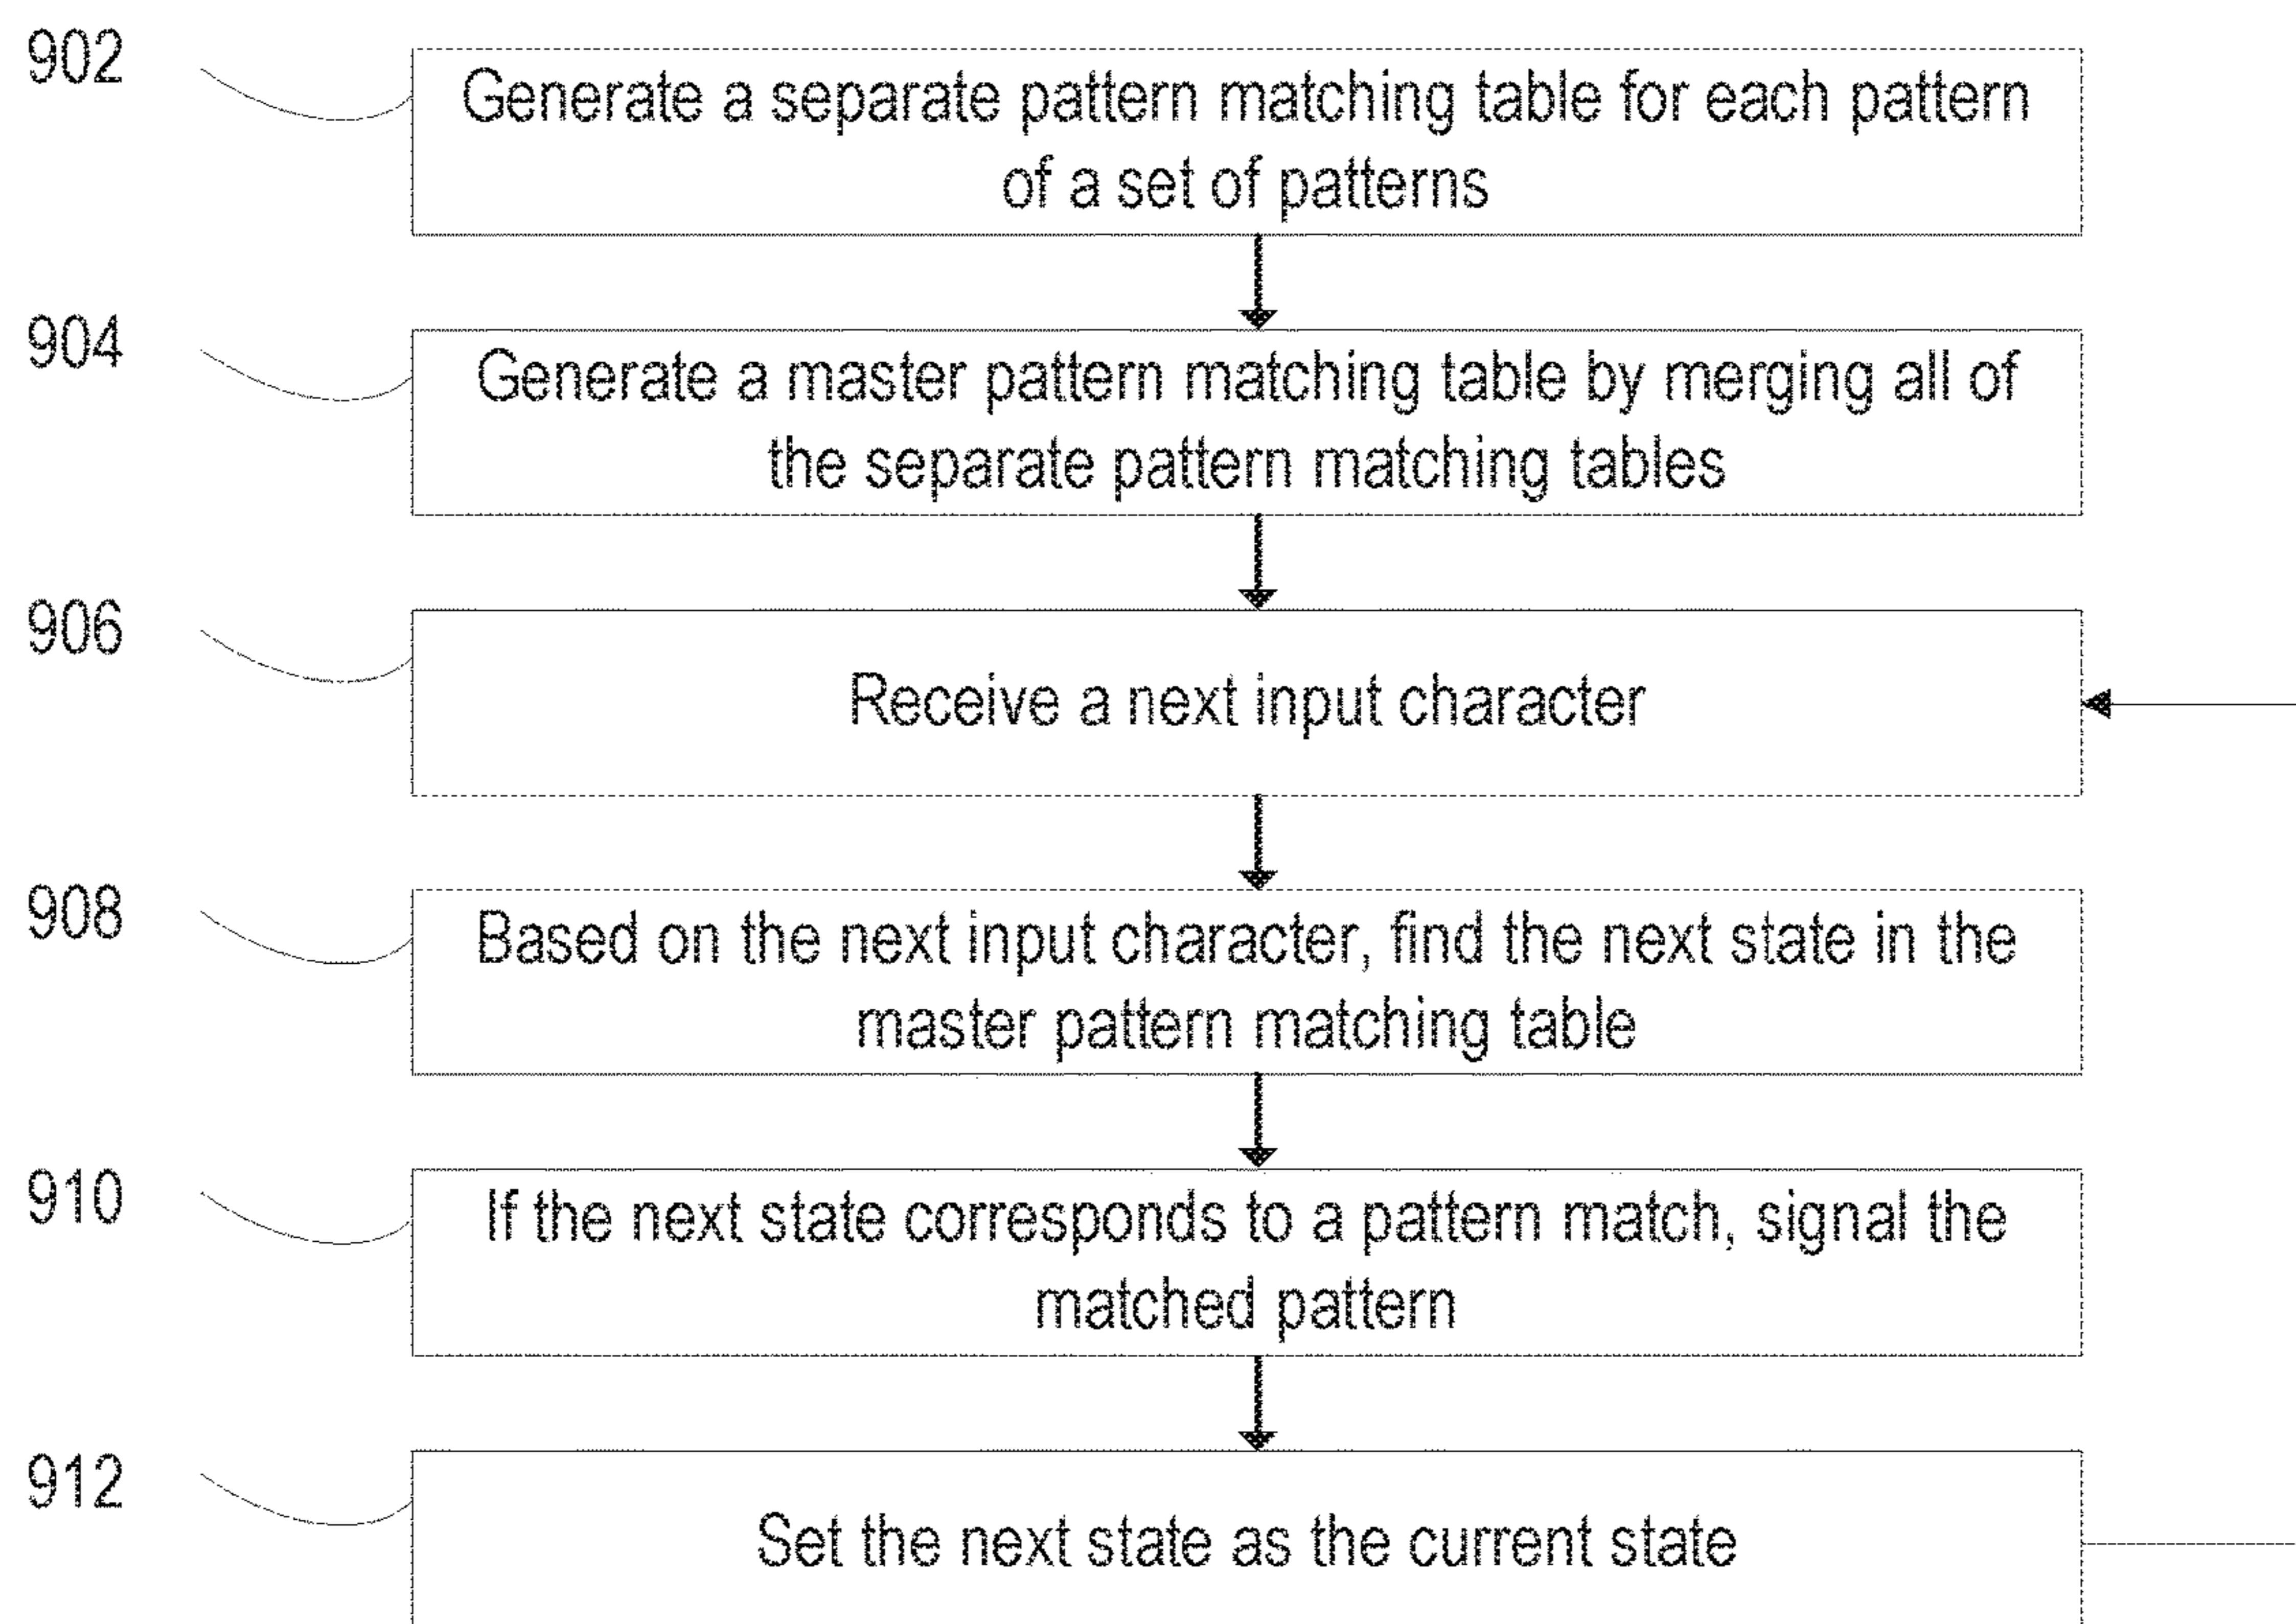 902
Generate a separate pattern matching table for each pattern
of a set of patterns
904
Generate a master pattern matching table by merging all of
the separate pattern matching tables
906
Receive a next input character
908
Based on the next input character, find the next state in the
master pattern matching table
910
If the next state corresponds to a pattern match, signal the
matched pattern
912
Set the next state as the current state